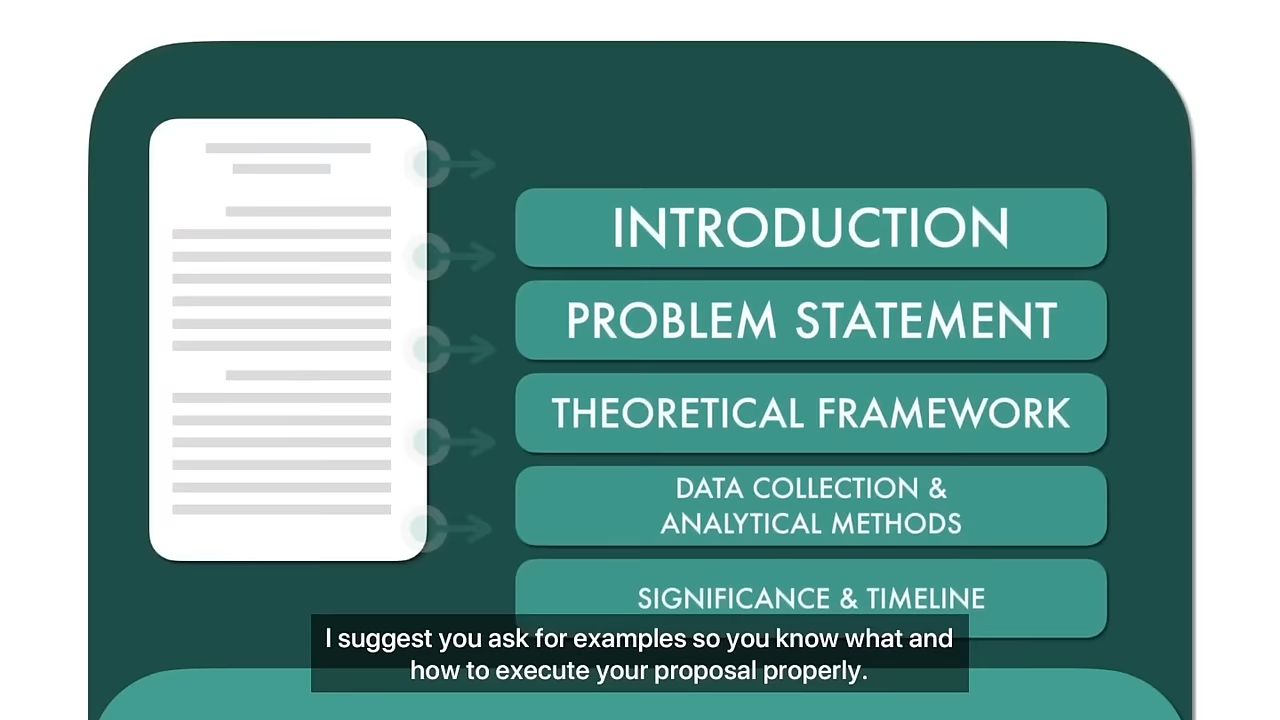 INTRODUCTION
PROBLEM STATEMENT
THEORETICAL FRAMEWORK
DATA COLLECTION &
ANALYTICAL METHODS
SIGNIFICANCE & TIMELINE
I suggest you ask for examples so you know what and
how to execute your proposal properly.